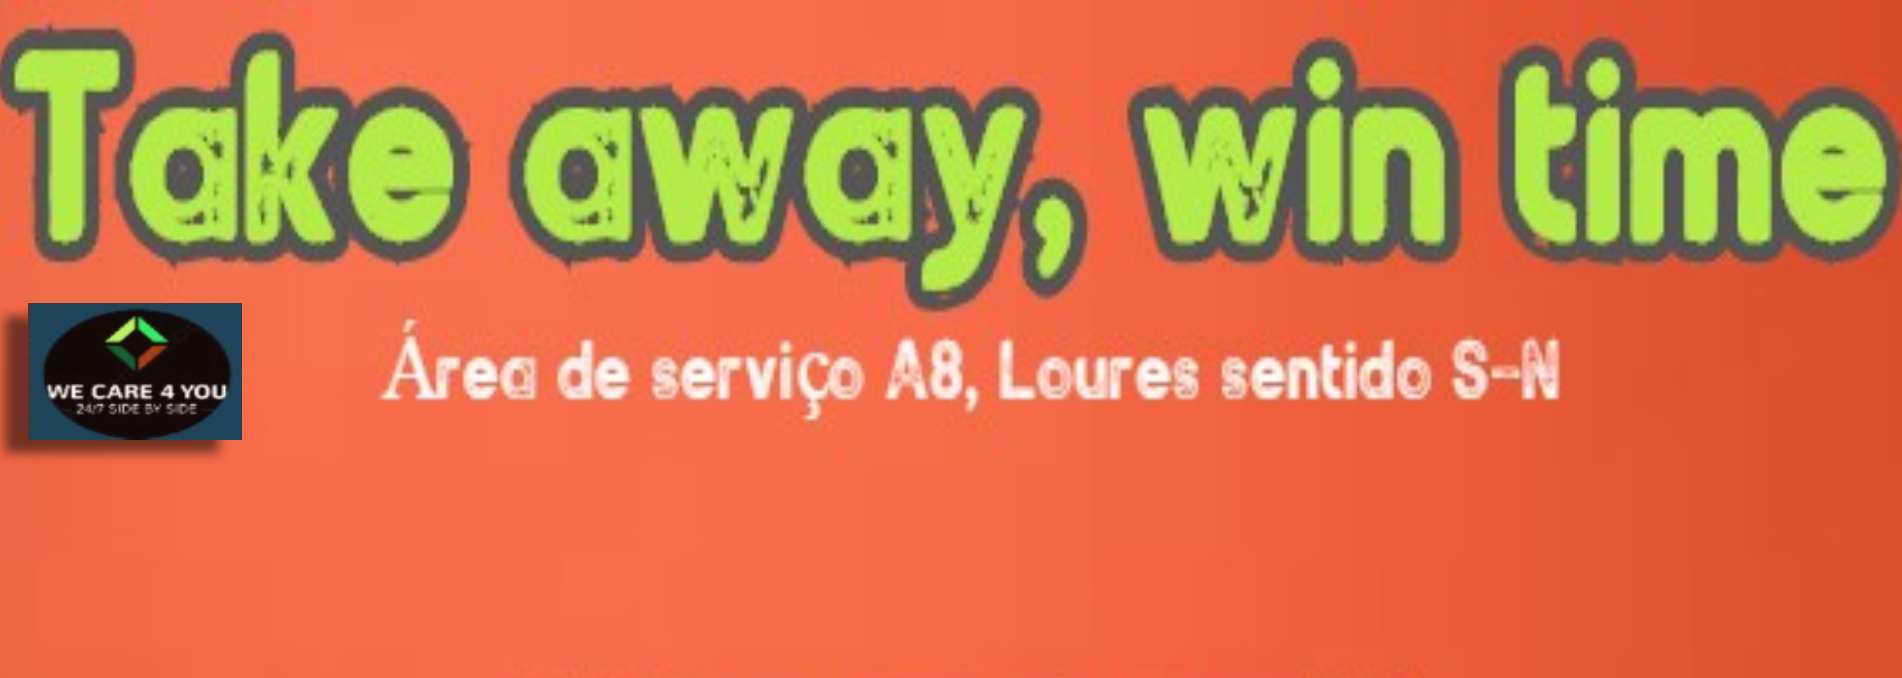 Take away, win time
WE CARE 4 YOU
24/7 SIDE BY SIDE
Área de serviço A8, Loures sentido S-N